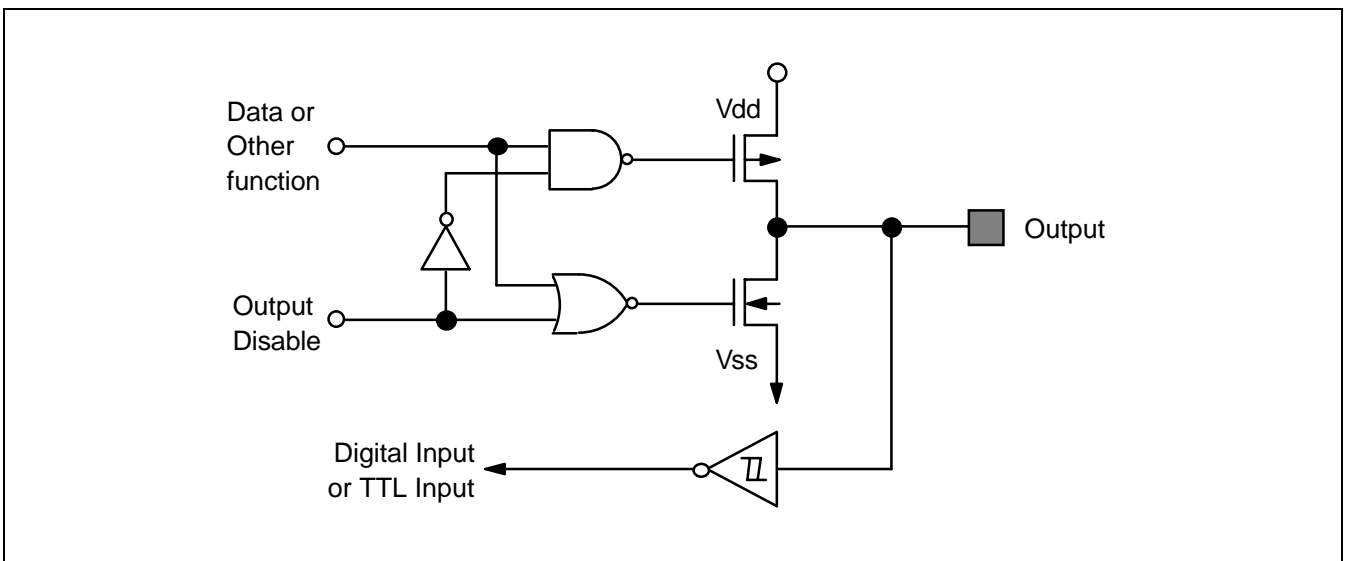 Data or
Other
function
Vdd
Output
Output
Disable
Vss
Digital Input
or TTL Input